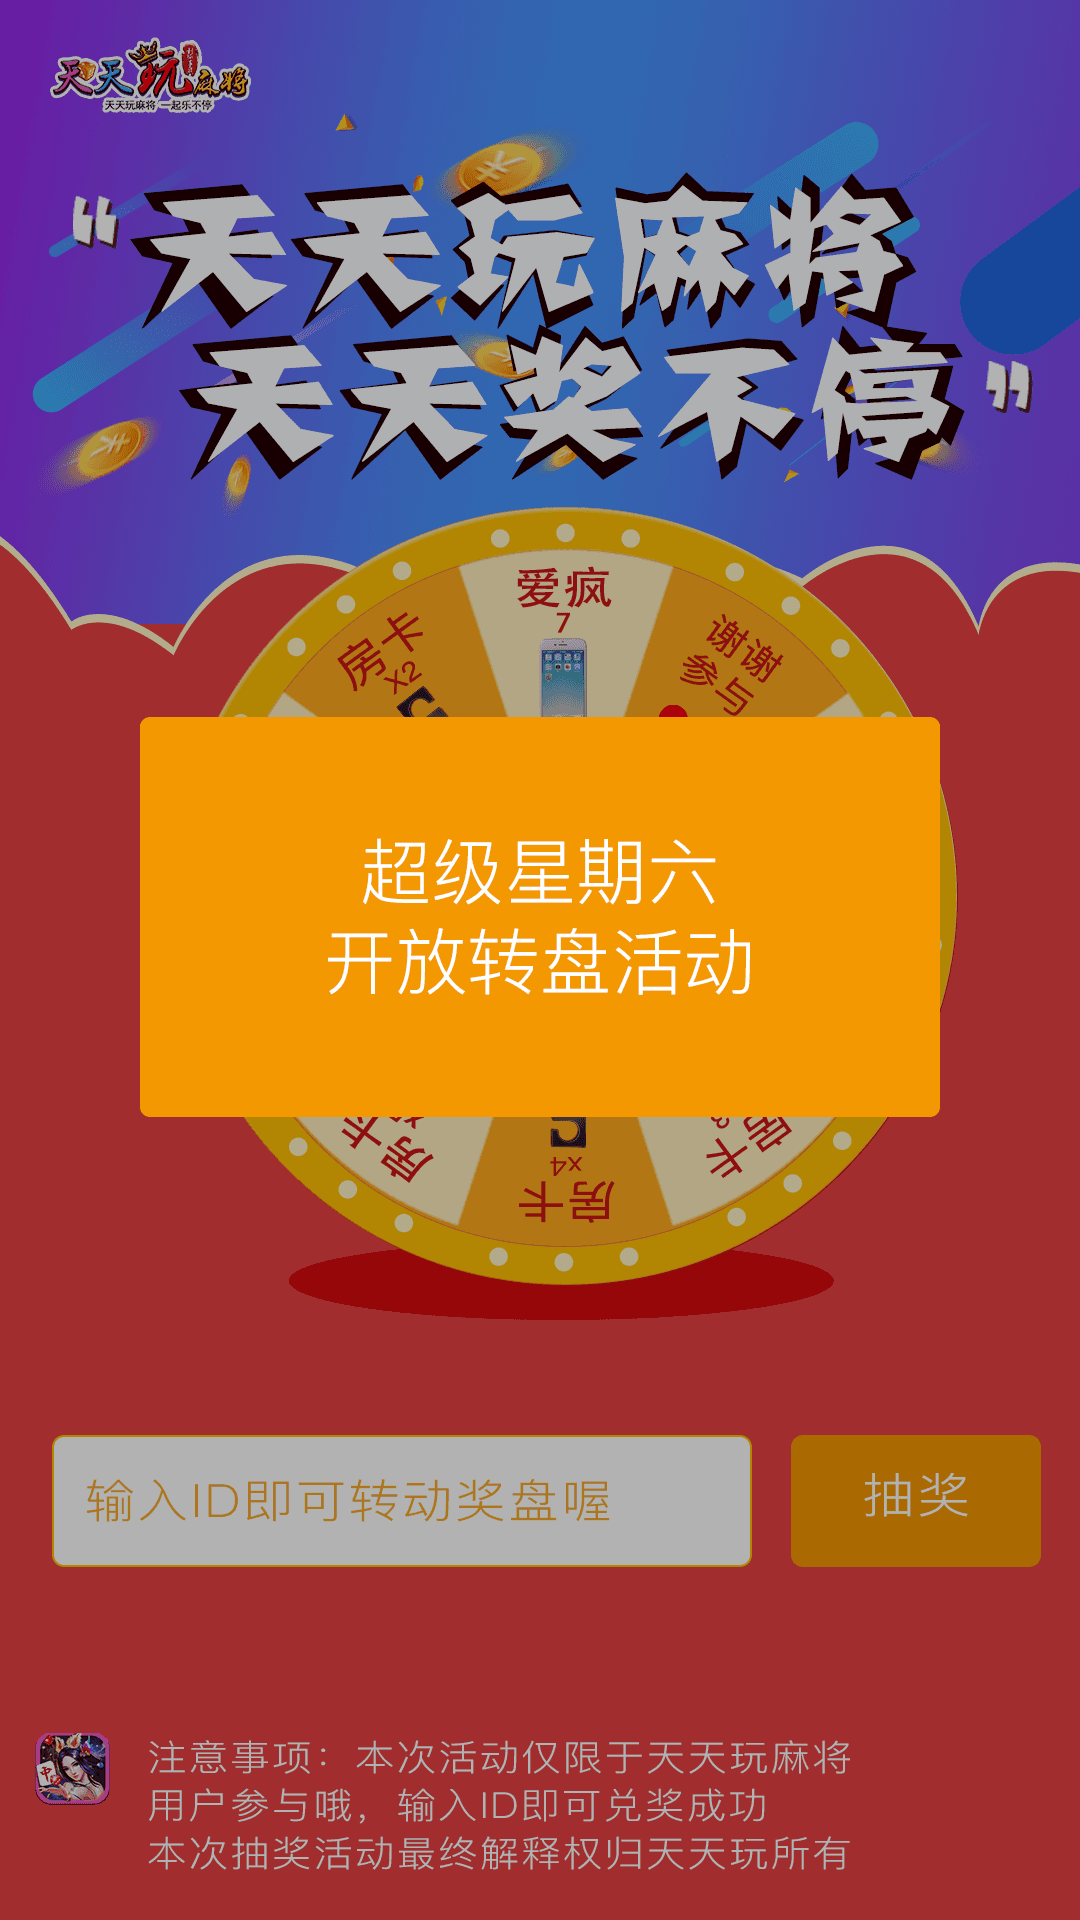 天天玩麻将
天天玩麻将 一起乐不停
“天天玩麻将
天天奖不停”
爱疯
7
房卡
X2
谢谢
参与
超级星期六
开放转盘活动
房卡
房卡
x4
房卡
输入ID即可转动奖盘喔
抽奖
注意事项：本次活动仅限于天天玩麻将
用户参与哦，输入ID即可兑奖成功
本次抽奖活动最终解释权归天天玩所有